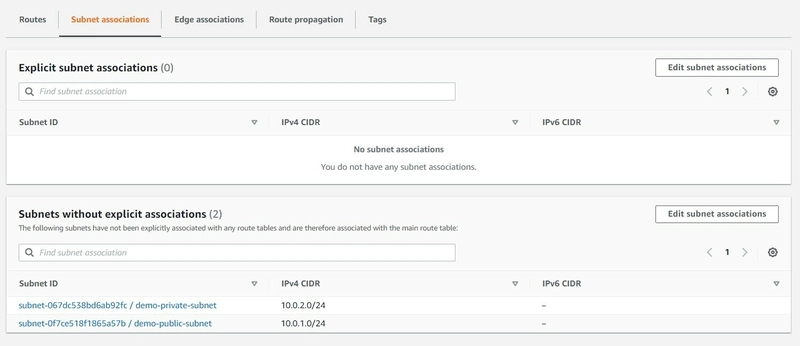 Routes Subnet associations Edge associations Route propagation Tags
Explicit subnet associations (0) Edit subnet associations
Find subnet association 1
Subnet ID IPv4 CIDR IPv6 CIDR
No subnet associations
You do not have any subnet associations.
Subnets without explicit associations (2) Edit subnet associations
The following subnets have not been explicitly associated with any route tables and are therefore associated with the main route table:
Find subnet association 1
Subnet ID IPv4 CIDR IPv6 CIDR
subnet-067dc538bd6ab92fc / demo-private-subnet 10.0.2.0/24 –
subnet-0f7ce518f1865a57b / demo-public-subnet 10.0.1.0/24 –